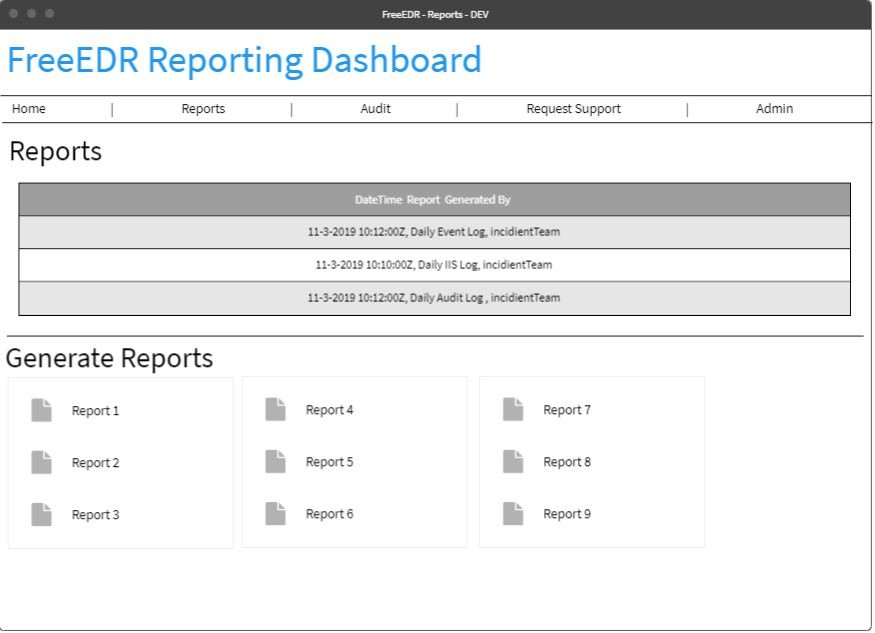 FreeEDR - Reports - DEV
FreeEDR Reporting Dashboard
Home | Reports | Audit | Request Support | Admin
Reports
DateTime Report Generated By
11-3-2019 10:12:00Z, Daily Event Log, incidientTeam
11-3-2019 10:10:00Z, Daily IIS Log, incidientTeam
11-3-2019 10:12:00Z, Daily Audit Log , incidientTeam
Generate Reports
Report 1
Report 2
Report 3
Report 4
Report 5
Report 6
Report 7
Report 8
Report 9